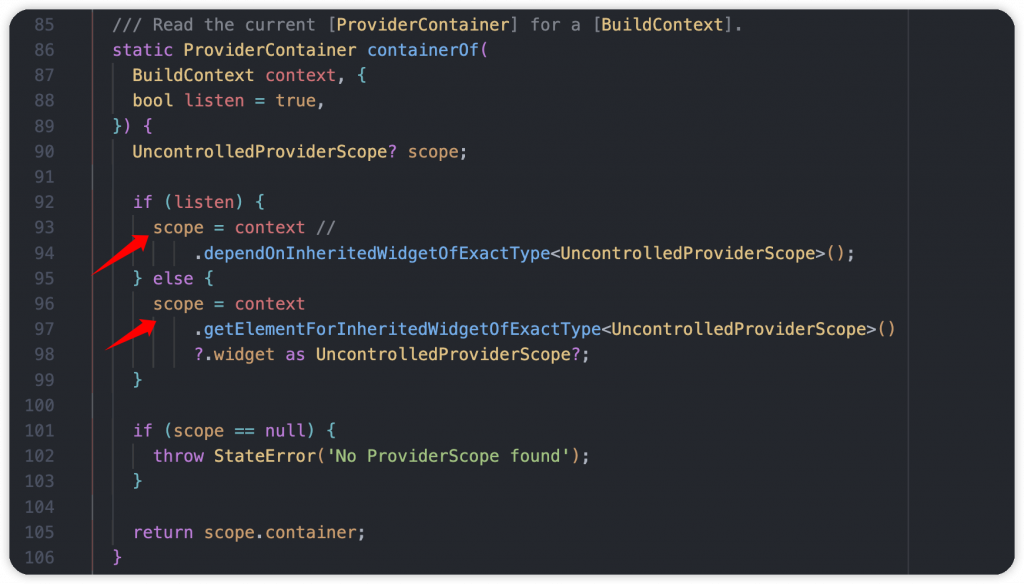 85 /// Read the current [ProviderContainer] for a [BuildContext].
86 static ProviderContainer containerOf(
87 BuildContext context, {
88 bool listen = true,
89 }) {
90 UncontrolledProviderScope? scope;
91
92 if (listen) {
93 scope = context //
94 .dependOnInheritedWidgetOfExactType<UncontrolledProviderScope>();
95 } else {
96 scope = context
97 .getElementForInheritedWidgetOfExactType<UncontrolledProviderScope>()
98 ?.widget as UncontrolledProviderScope?;
99 }
100
101 if (scope == null) {
102 throw StateError('No ProviderScope found');
103 }
104
105 return scope.container;
106 }